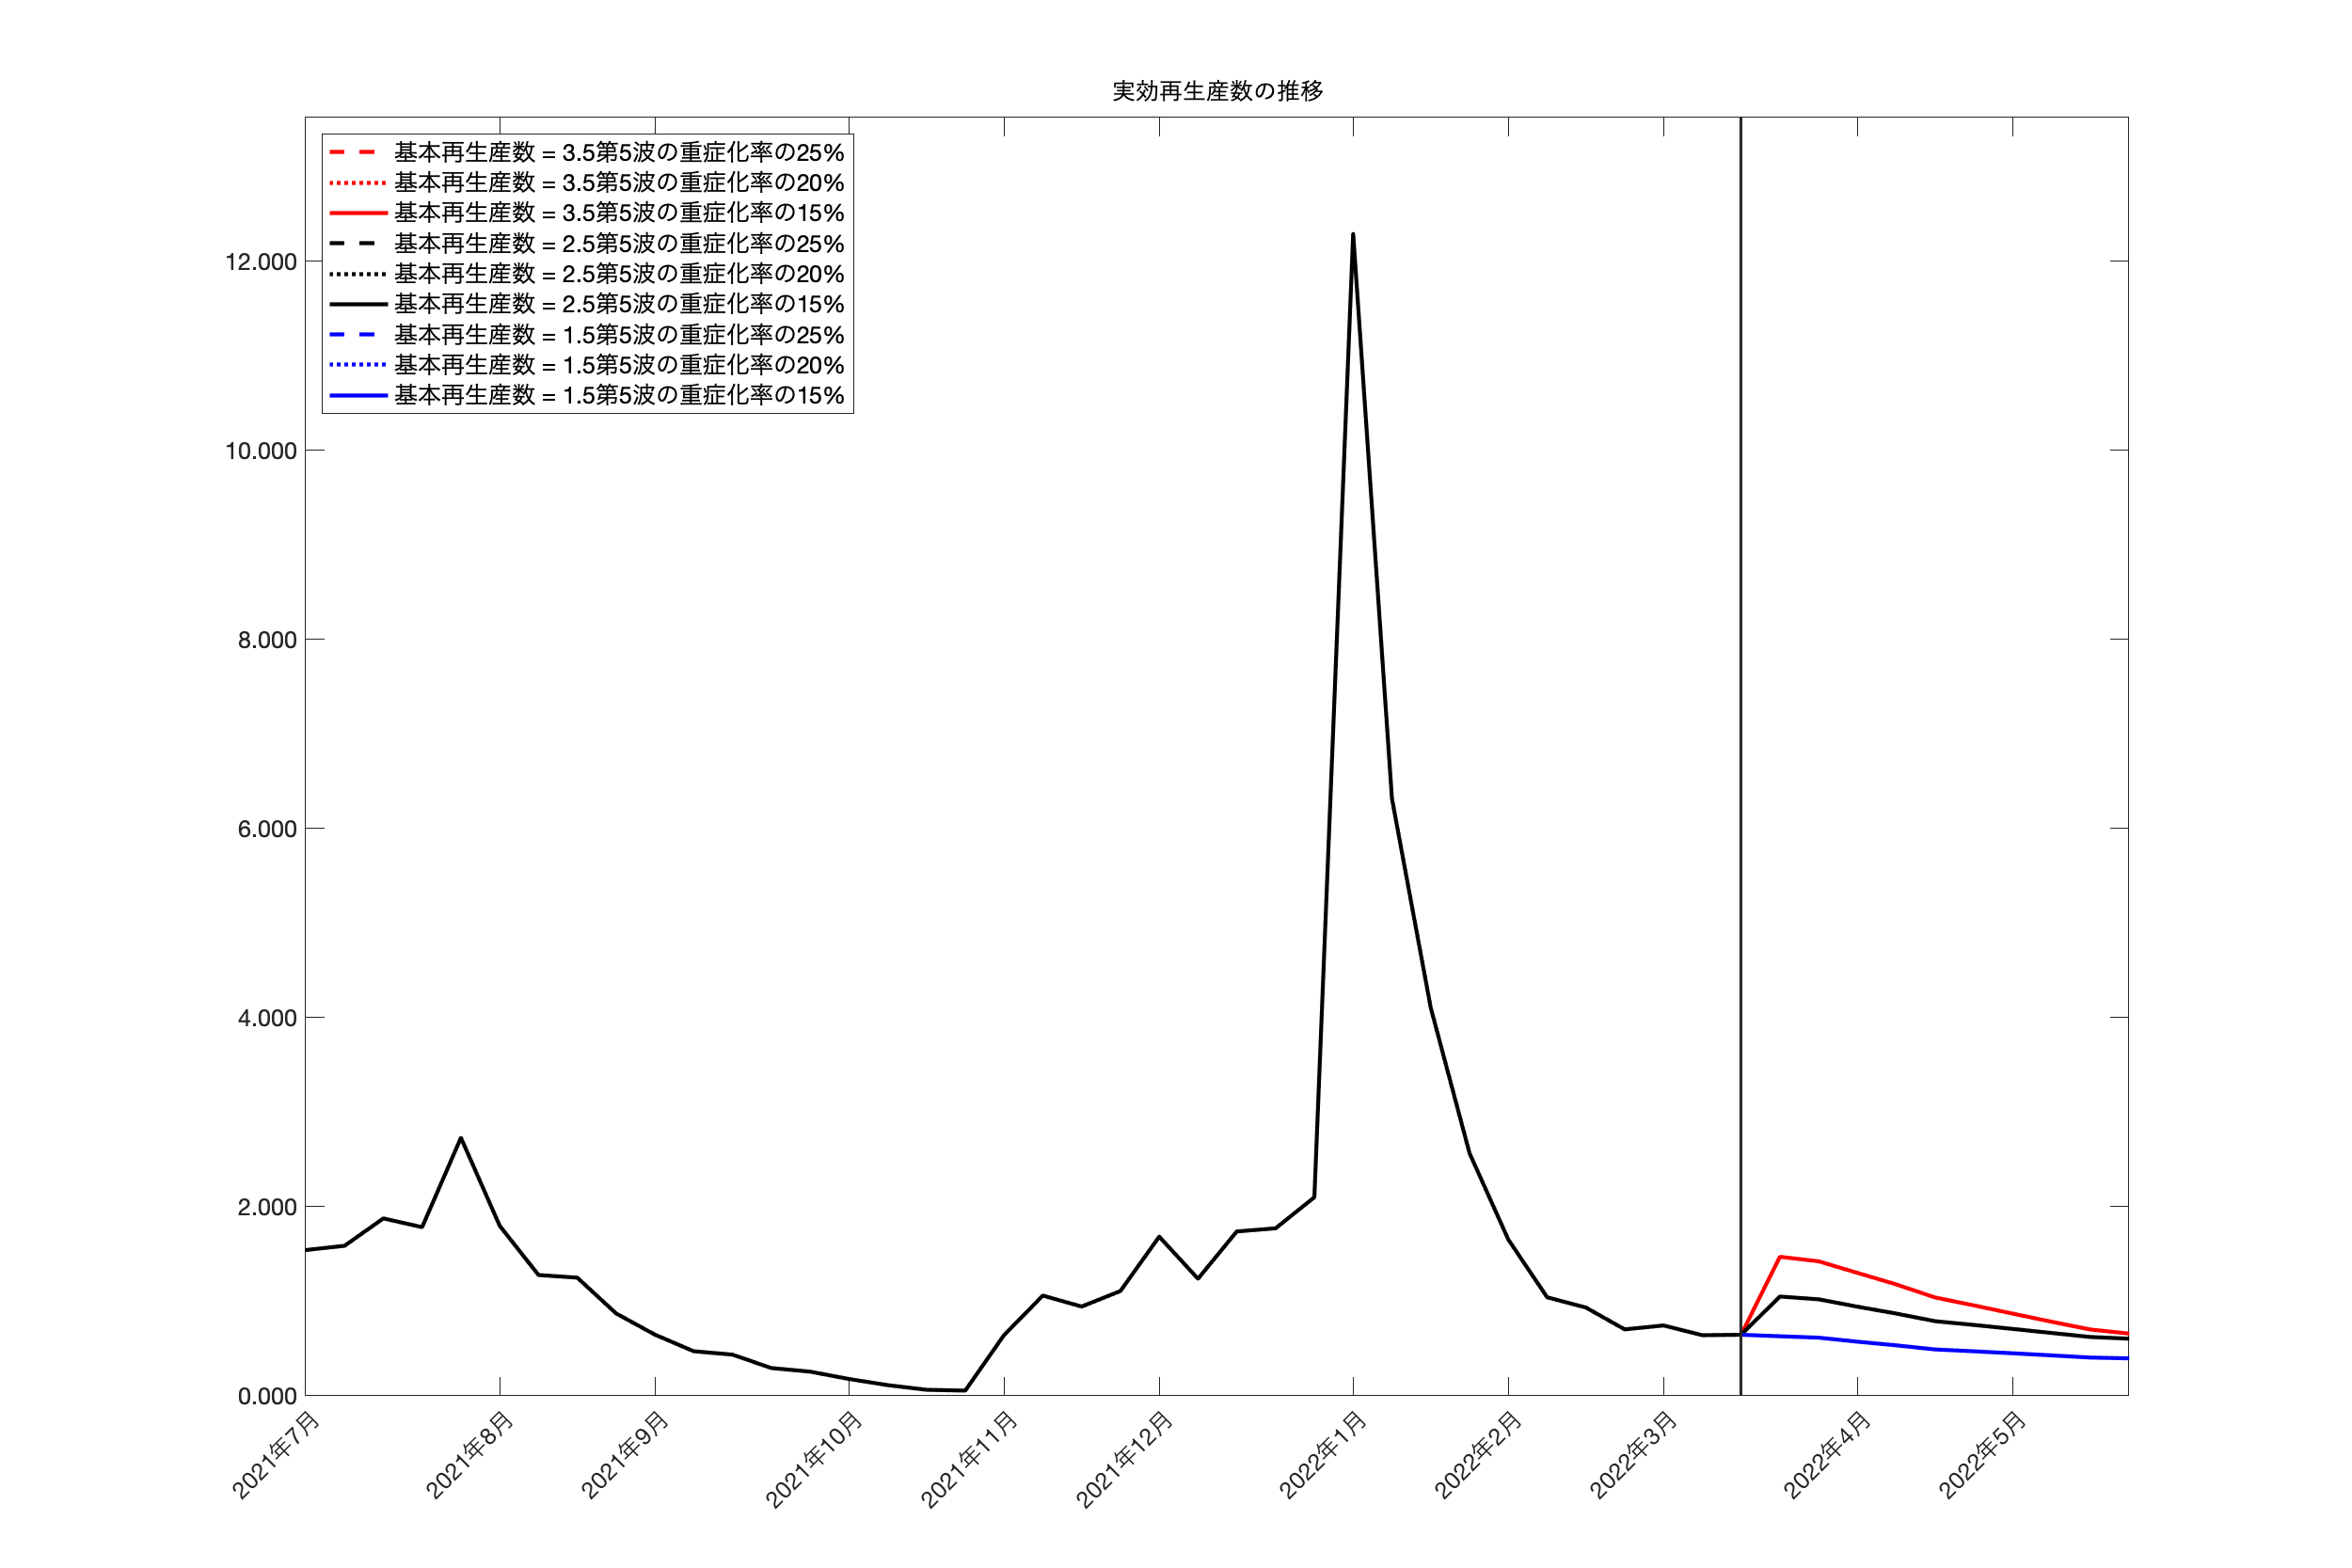 実効再生産数の推移
基本再生産数 = 3.5第5波の重症化率の25%
基本再生産数 = 3.5第5波の重症化率の20%
基本再生産数 = 3.5第5波の重症化率の15%
基本再生産数 = 2.5第5波の重症化率の25%
基本再生産数 = 2.5第5波の重症化率の20%
基本再生産数 = 2.5第5波の重症化率の15%
基本再生産数 = 1.5第5波の重症化率の25%
基本再生産数 = 1.5第5波の重症化率の20%
基本再生産数 = 1.5第5波の重症化率の15%
12.000
10.000
8.000
6.000
4.000
2.000
0.000
2021年7月
2021年8月
2021年9月
2021年10月
2021年11月
2021年12月
2022年1月
2022年2月
2022年3月
2022年4月
2022年5月